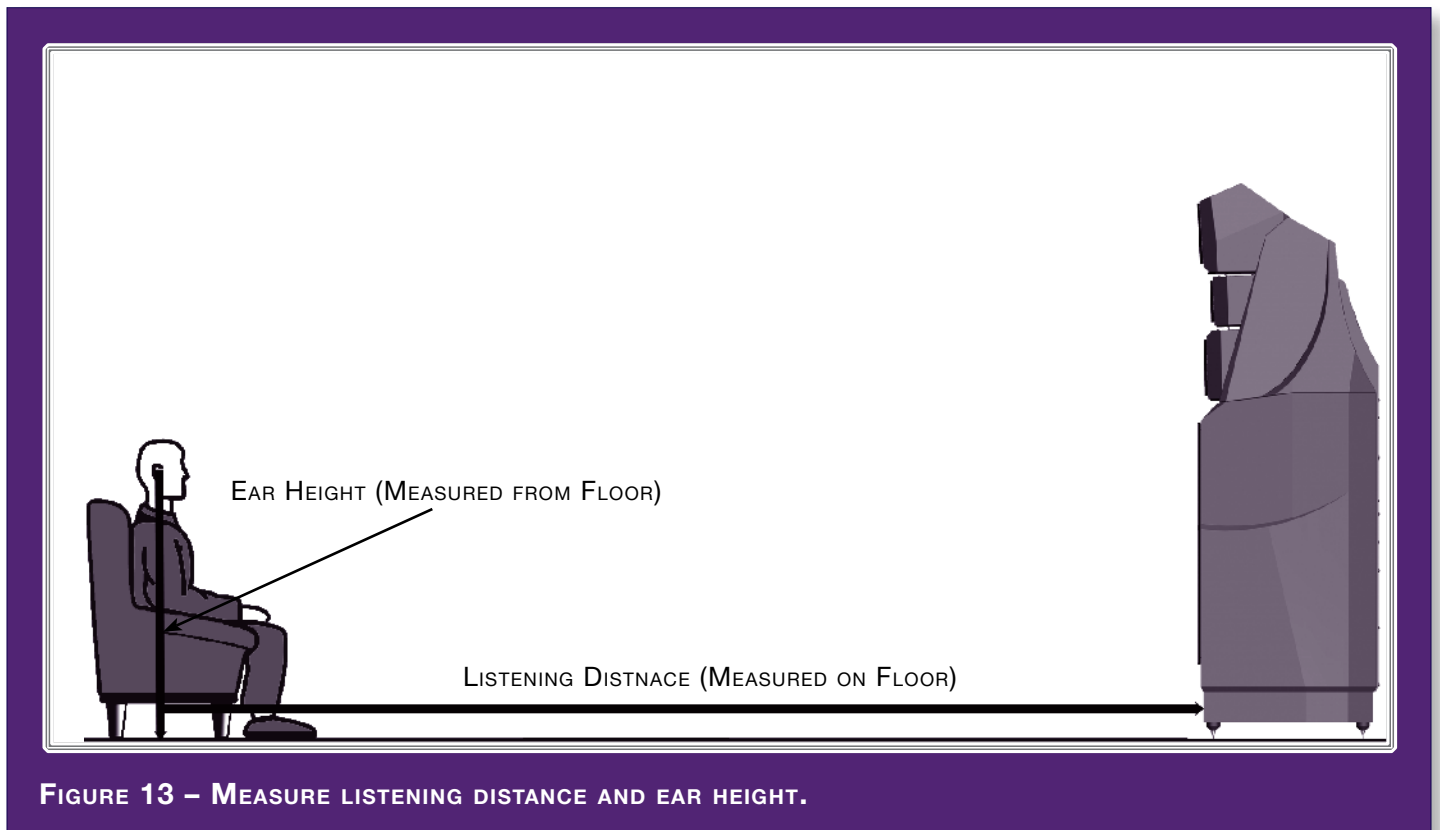 Ear Height (Measured from Floor)
Listening Distnace (Measured on Floor)
Figure 13 – Measure listening distance and ear height.